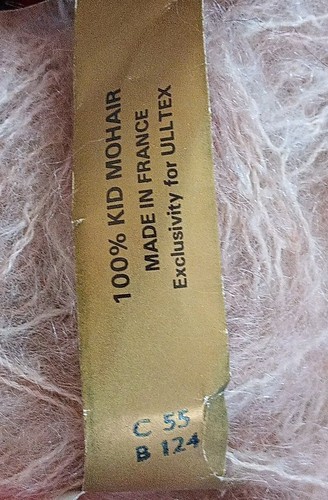 100% KID MOHAIR
MADE IN FRANCE
Exclusivity for ULLTEX
C 55
B 124